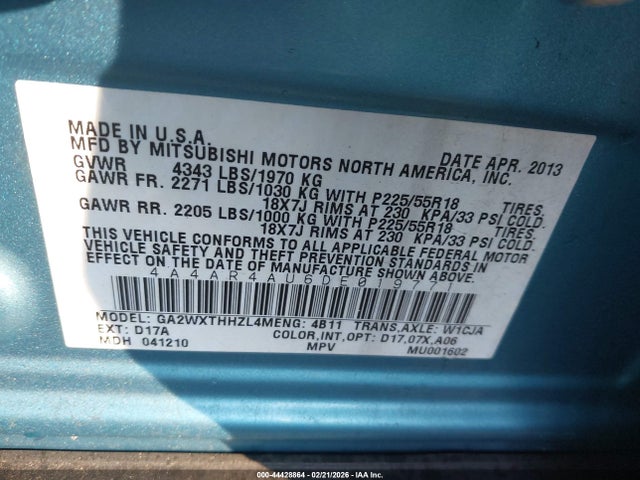 MADE IN U.S.A. DATE APR. 2013
MFD BY MITSUBISHI MOTORS NORTH AMERICA, INC.
GVWR 4343 LBS/1970 KG
GAWR FR. 2271 LBS/1030 KG WITH P225/55R18 TIRES.
18X7J RIMS AT 230 KPA/33 PSI COLD.
GAWR RR. 2205 LBS/1000 KG WITH P225/55R18 TIRES.
18X7J RIMS AT 230 KPA/33 PSI COLD.
THIS VEHICLE CONFORMS TO ALL APPLICABLE FEDERAL MOTOR
VEHICLE SAFETY AND THEFT PREVENTION STANDARDS IN
EFFECT ON THE DATE OF MANUFACTURE SHOWN ABOVE.
4A4AR4AU6DE019771
MODEL: GA2WXTHHZL4MENG: 4B11 TRANS,AXLE: W1CJA
EXT: D17A COLOR,INT,OPT: D17,07X,A06
MDH 041210 MPV MU001602
© 000-44428864 - 02/21/2026 - IAA Inc.